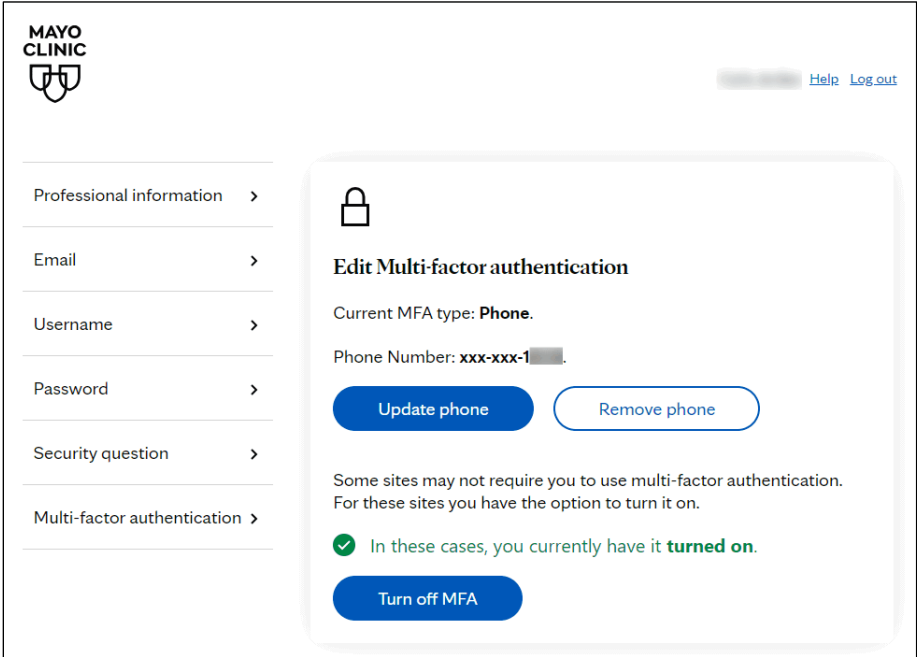 MAYO
CLINIC
Help Log out
Professional information
Email
Username
Password
Security question
Multi-factor authentication
Edit Multi-factor authentication
Current MFA type: Phone.
Phone Number: xxx-xxx-1 .
Update phone Remove phone
Some sites may not require you to use multi-factor authentication.
For these sites you have the option to turn it on.
In these cases, you currently have it turned on.
Turn off MFA